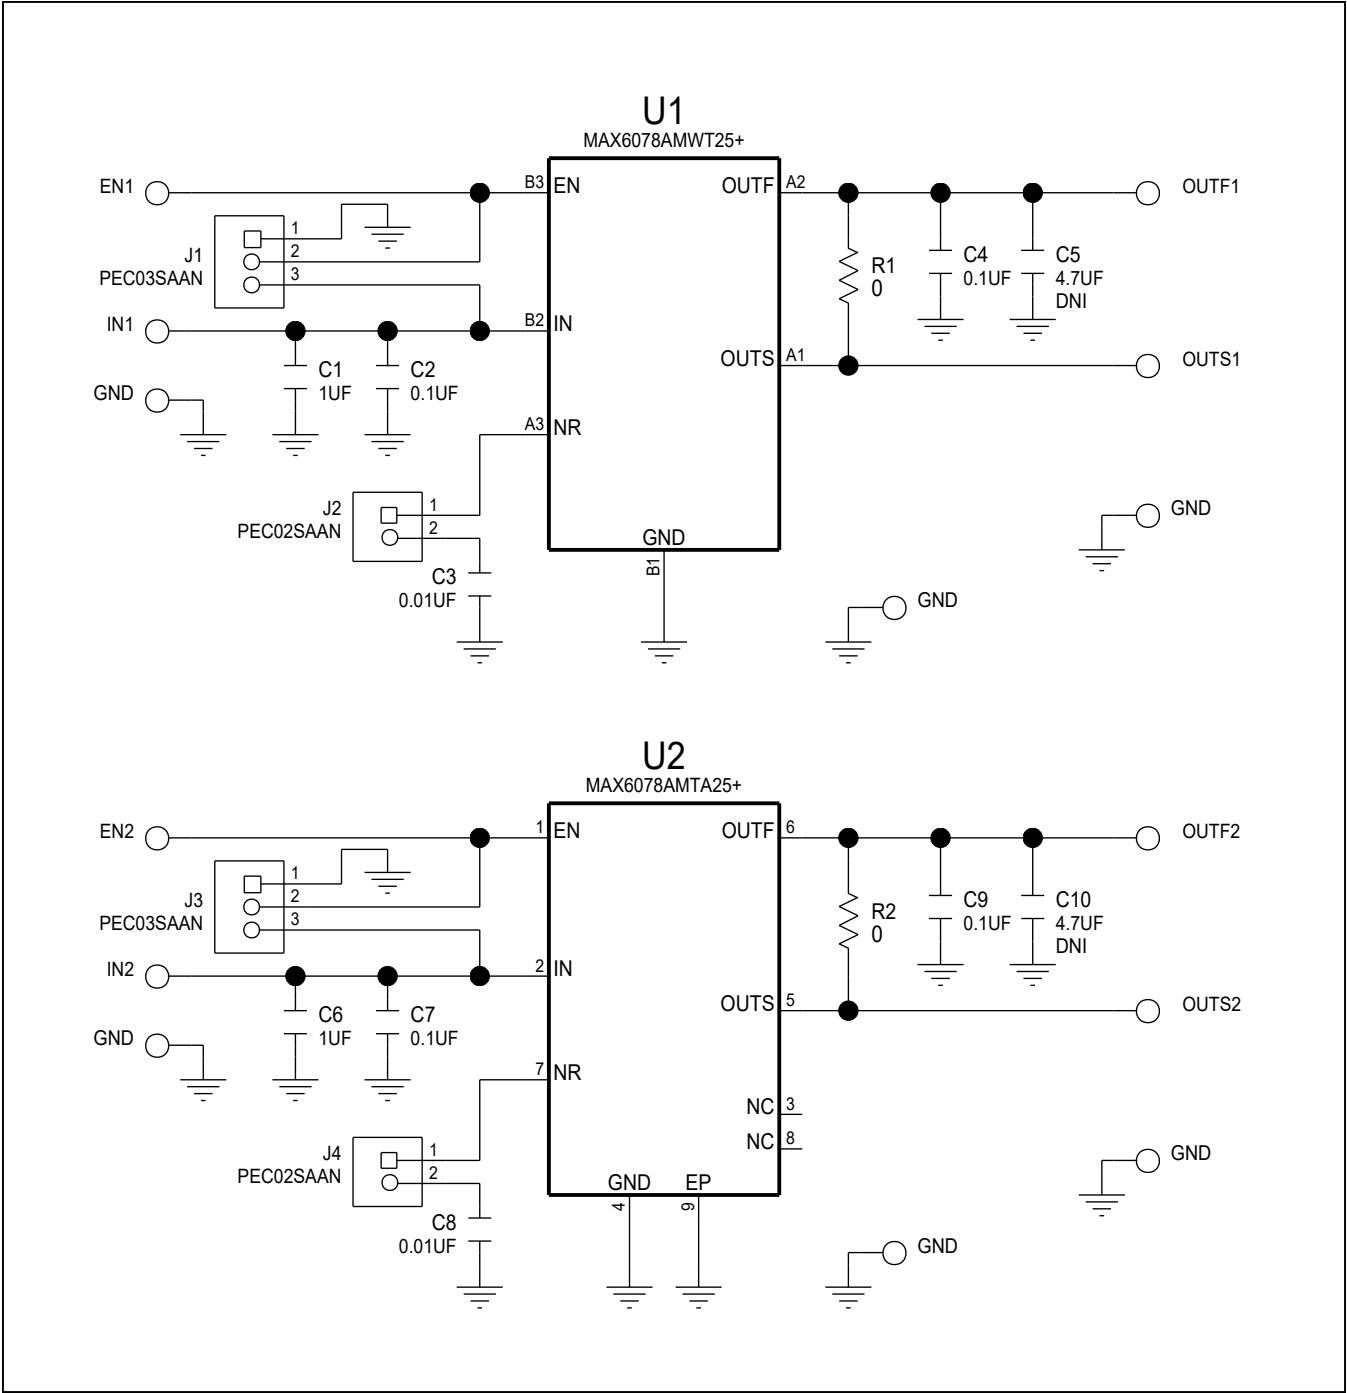 U1
MAX6078AMWT25+
EN1
B3
EN
OUTF
A2
OUTF1
1
2
3
J1
PEC03SAAN
R1
0
C4
0.1UF
C5
4.7UF
DNI
IN1
B2
IN
OUTS
A1
OUTS1
C1
1UF
C2
0.1UF
GND
A3
NR
J2
PEC02SAAN
1
2
GND
GND
B1
C3
0.01UF
GND
U2
MAX6078AMTA25+
EN2
1
EN
OUTF
6
OUTF2
1
2
3
J3
PEC03SAAN
R2
0
C9
0.1UF
C10
4.7UF
DNI
IN2
2
IN
OUTS
5
OUTS2
C6
1UF
C7
0.1UF
GND
7
NR
NC
3
NC
8
J4
PEC02SAAN
1
2
GND
GND
EP
4
9
C8
0.01UF
GND